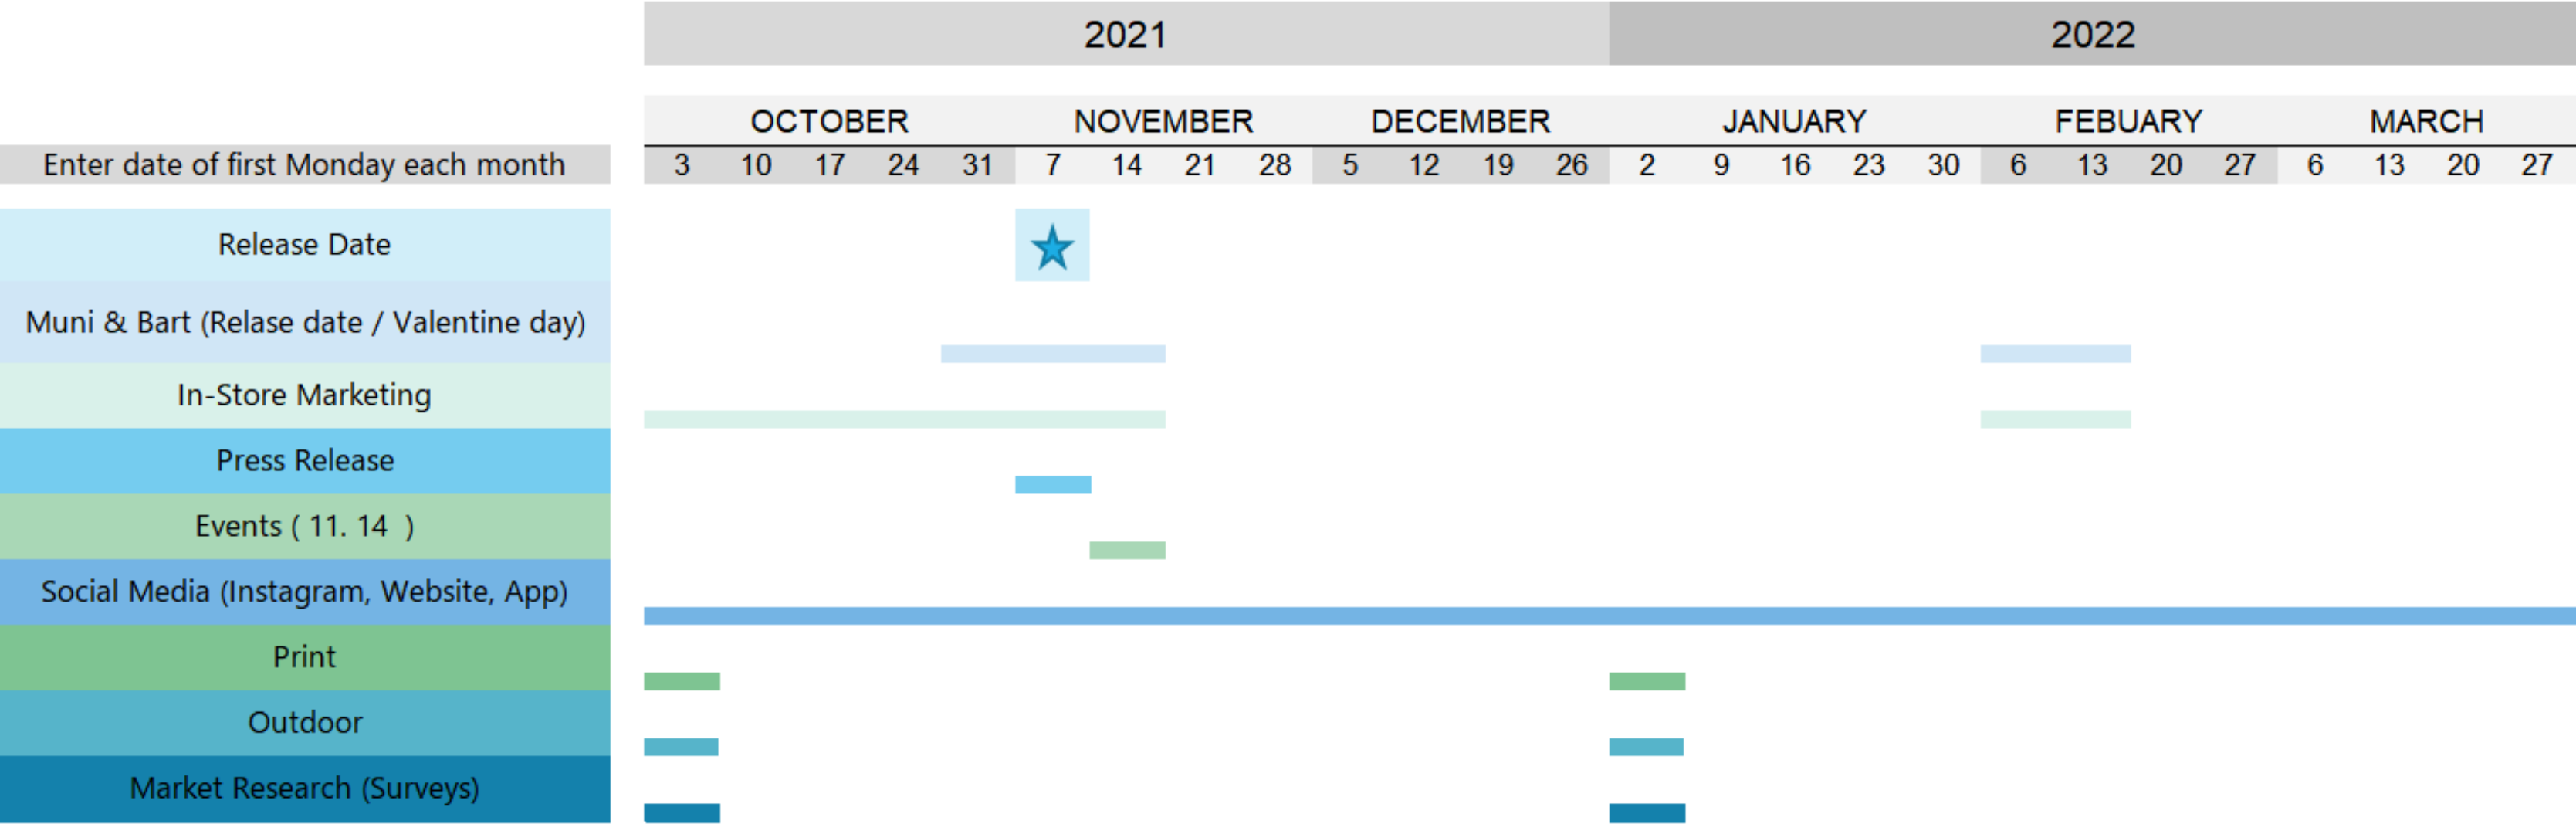 2021 2022
OCTOBER NOVEMBER DECEMBER JANUARY FEBUARY MARCH
Enter date of first Monday each month 3 10 17 24 31 7 14 21 28 5 12 19 26 2 9 16 23 30 6 13 20 27 6 13 20 27
Release Date
Muni & Bart (Relase date / Valentine day)
In-Store Marketing
Press Release
Events ( 11. 14 )
Social Media (Instagram, Website, App)
Print
Outdoor
Market Research (Surveys)